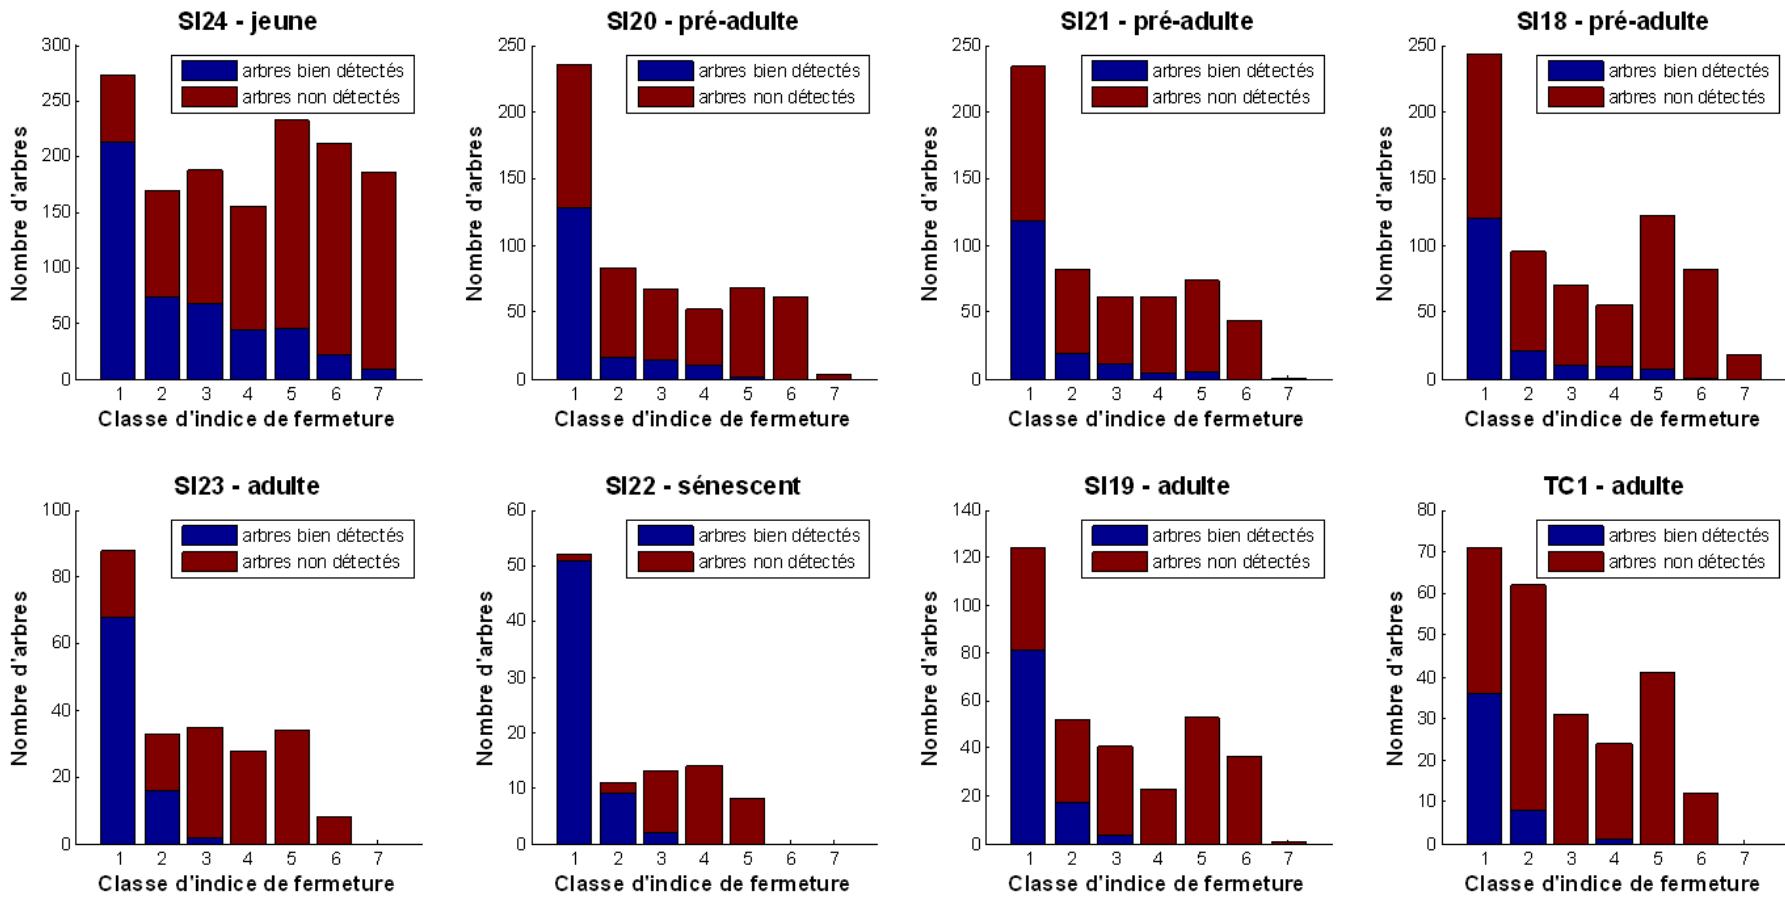 SI24 - jeune
arbres bien détectés
arbres non détectés
Nombre d'arbres
300
250
200
150
100
50
0
1 2 3 4 5 6 7
Classe d'indice de fermeture
SI20 - pré-adulte
arbres bien détectés
arbres non détectés
Nombre d'arbres
250
200
150
100
50
0
1 2 3 4 5 6 7
Classe d'indice de fermeture
SI21 - pré-adulte
arbres bien détectés
arbres non détectés
Nombre d'arbres
250
200
150
100
50
0
1 2 3 4 5 6 7
Classe d'indice de fermeture
SI18 - pré-adulte
arbres bien détectés
arbres non détectés
Nombre d'arbres
250
200
150
100
50
0
1 2 3 4 5 6 7
Classe d'indice de fermeture
SI23 - adulte
arbres bien détectés
arbres non détectés
Nombre d'arbres
100
80
60
40
20
0
1 2 3 4 5 6 7
Classe d'indice de fermeture
SI22 - sénescent
arbres bien détectés
arbres non détectés
Nombre d'arbres
60
50
40
30
20
10
0
1 2 3 4 5 6 7
Classe d'indice de fermeture
SI19 - adulte
arbres bien détectés
arbres non détectés
Nombre d'arbres
140
120
100
80
60
40
20
0
1 2 3 4 5 6 7
Classe d'indice de fermeture
TC1 - adulte
arbres bien détectés
arbres non détectés
Nombre d'arbres
80
70
60
50
40
30
20
10
0
1 2 3 4 5 6 7
Classe d'indice de fermeture